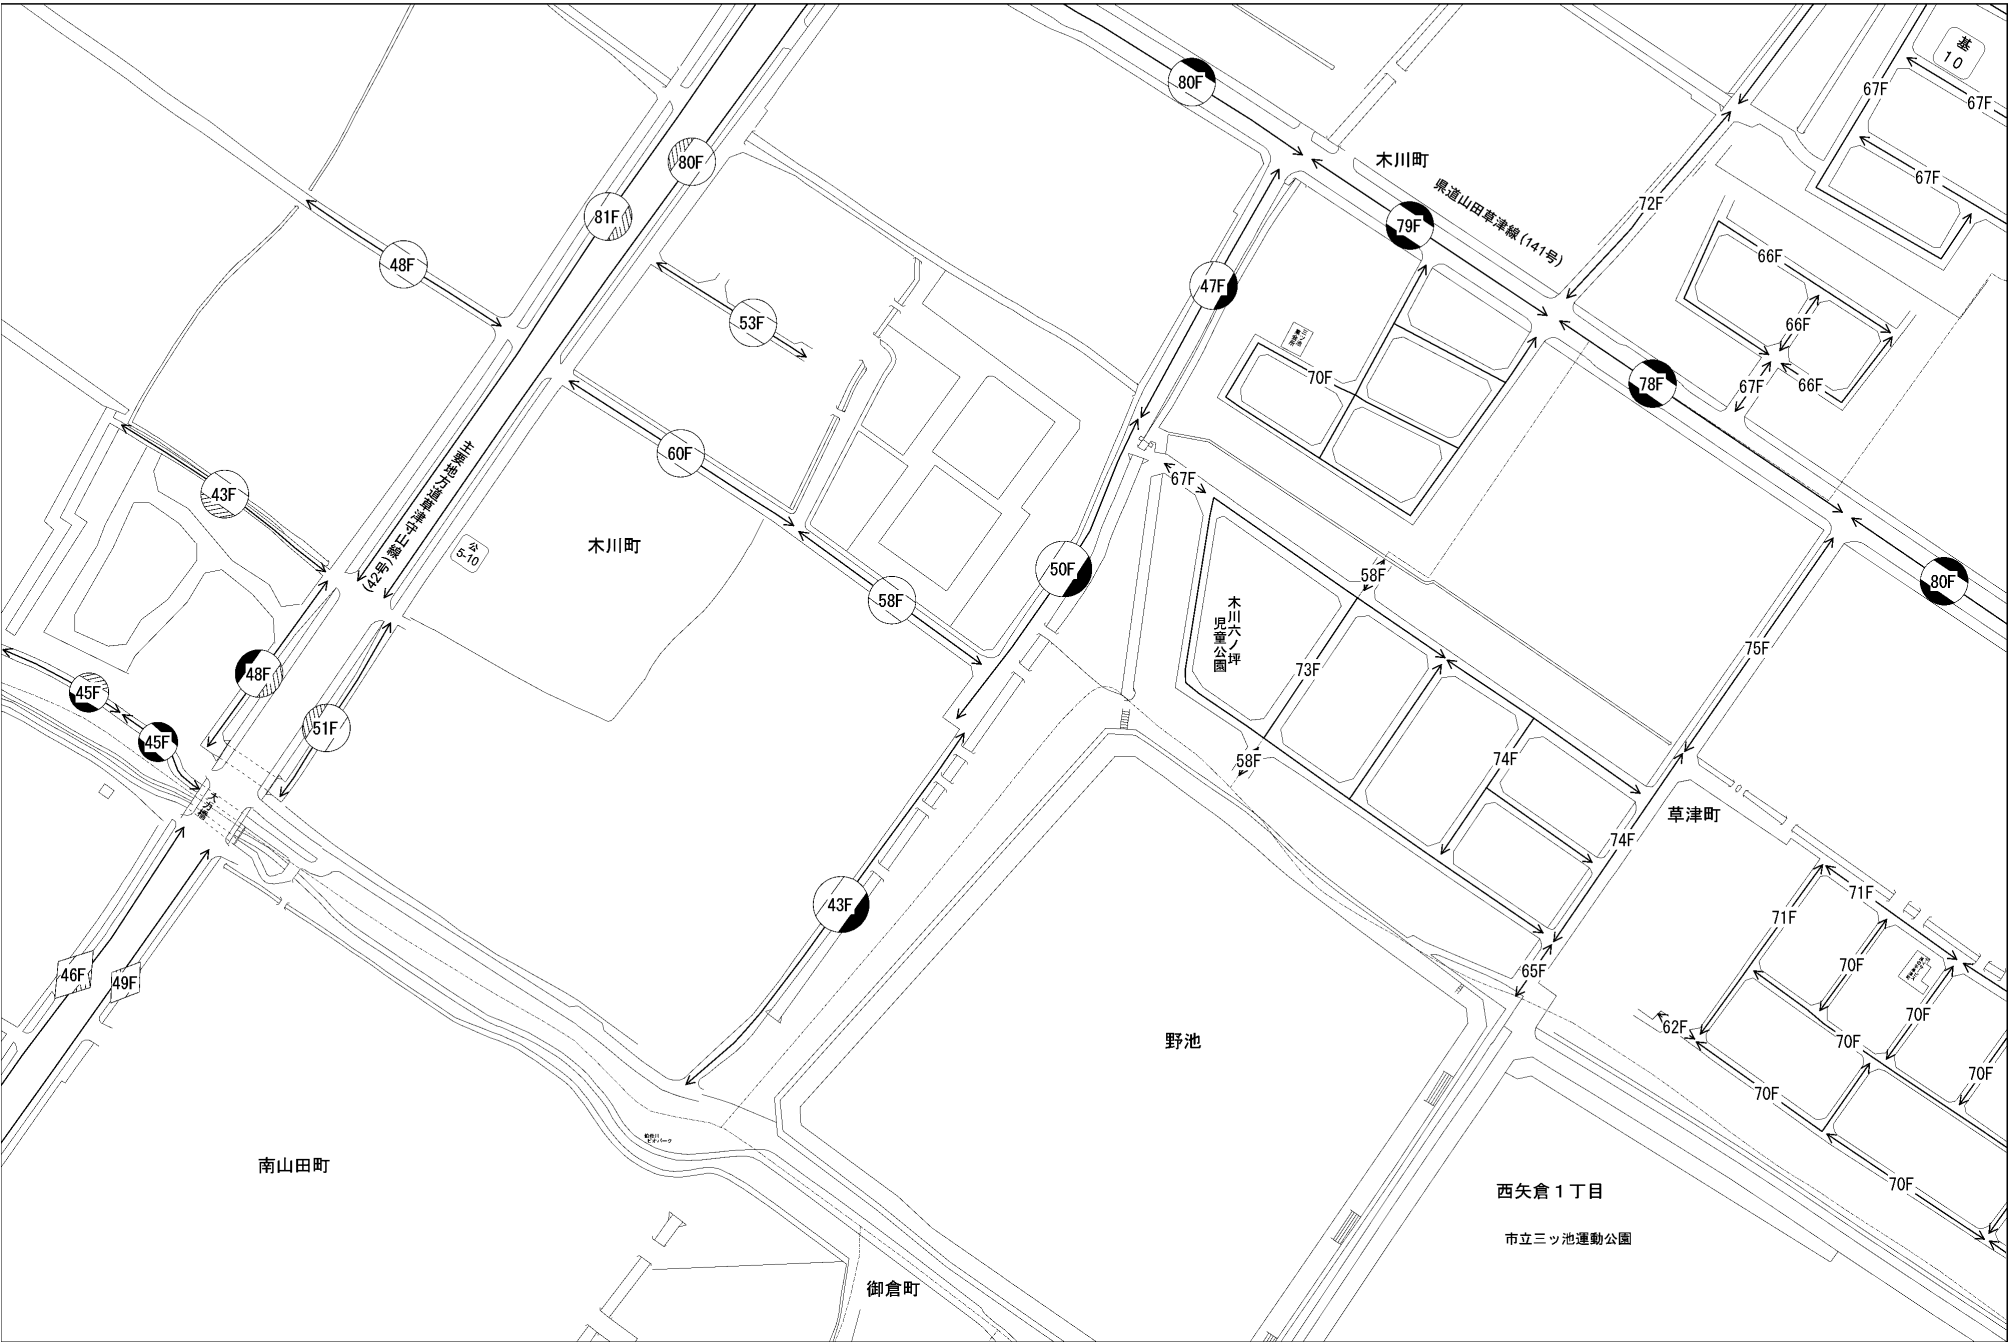 基
10
80F
67F
67F
木川町
80F
67F
県道山田草津線(141号)
72F
81F
79F
66F
48F
47F
53F
66F
70F
78F
67F
66F
主要地方道草津守山線
(42号)
60F
67F
43F
木川町
公
5-10
50F
58F
80F
58F
木川六ノ坪
児童公園
75F
73F
48F
45F
51F
45F
58F
74F
大乃橋
草津町
74F
71F
43F
71F
65F
70F
46F
49F
70F
62F
野池
70F
70F
70F
南山田町
70F
西矢倉1丁目
市立三ッ池運動公園
御倉町